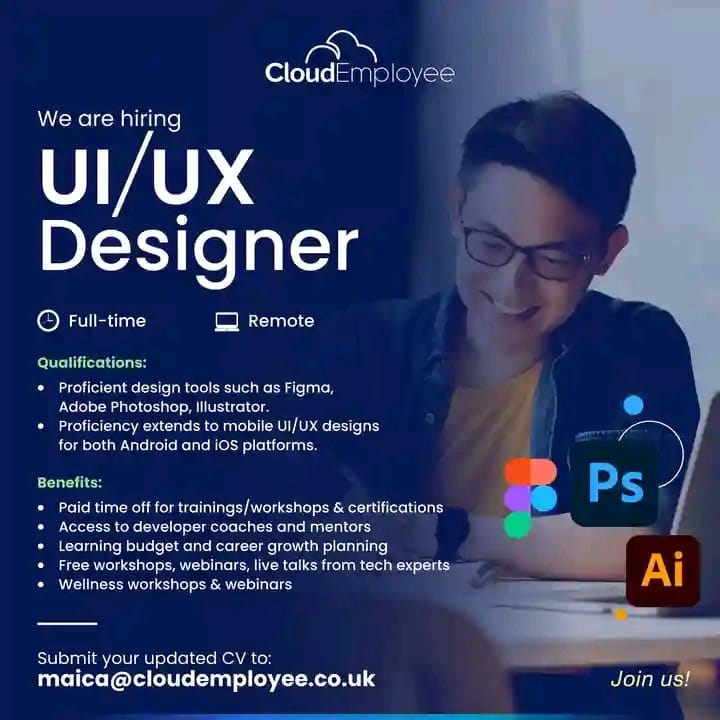 CloudEmployee
We are hiring
UI/UX
Designer
Full-time
Remote
Qualifications:
• Proficient design tools such as Figma,
Adobe Photoshop, Illustrator.
• Proficiency extends to mobile UI/UX designs
for both Android and iOS platforms.
Benefits:
• Paid time off for trainings/workshops & certifications
• Access to developer coaches and mentors
• Learning budget and career growth planning
• Free workshops, webinars, live talks from tech experts
• Wellness workshops & webinars
Ps
Ai
Submit your updated CV to:
maica@cloudemployee.co.uk
Join us!